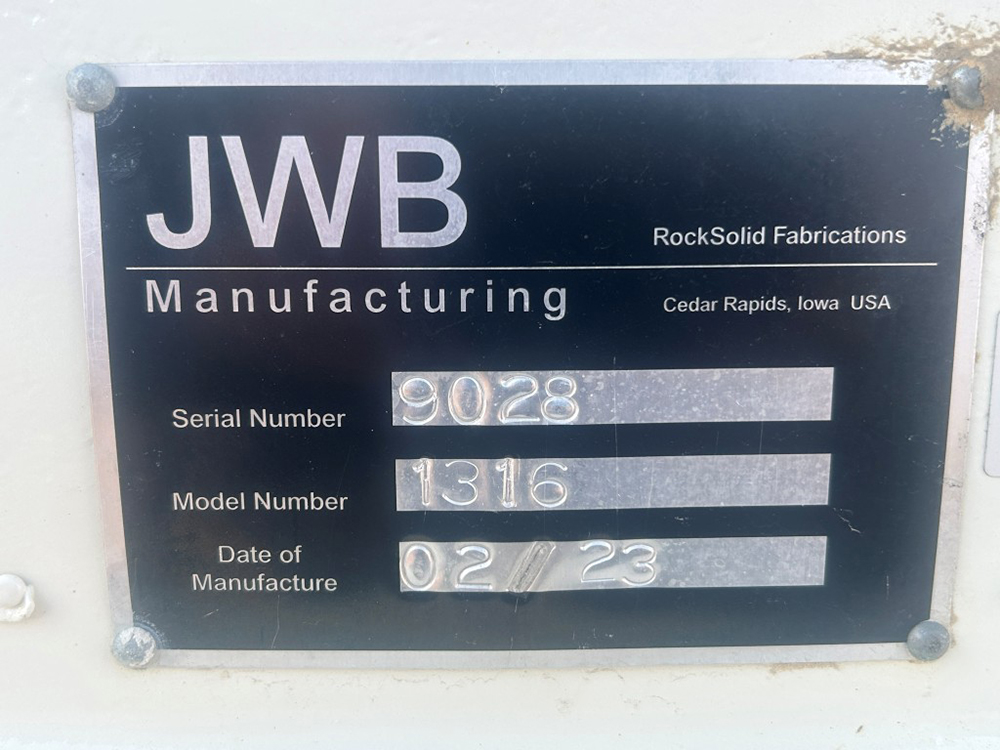 JWB
RockSolid Fabrications
Manufacturing
Cedar Rapids, Iowa USA
Serial Number 9028
Model Number 1316
Date of
Manufacture 02/23